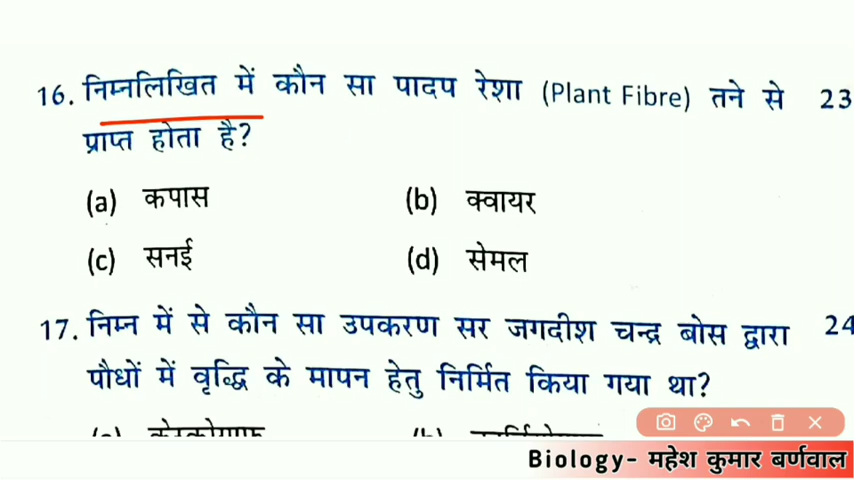 16. निम्नलिखित में कौन सा पादप रेशा (Plant Fibre) तने से 23
प्राप्त होता है?
(a) कपास (b) क्वायर
(c) सनई (d) सेमल
17. निम्न में से कौन सा उपकरण सर जगदीश चन्द्र बोस द्वारा 24
पौधों में वृद्धि के मापन हेतु निर्मित किया गया था?
Biology- महेश कुमार बर्णवाल